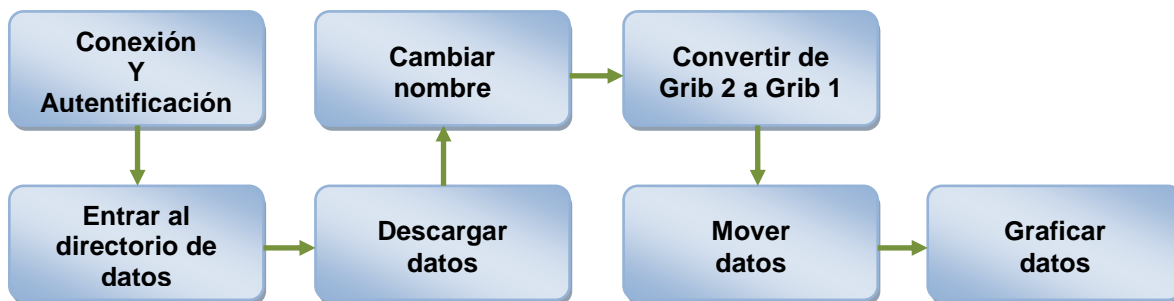 Conexión
Y
Autentificación
Entrar al
directorio de
datos
Descargar
datos
Cambiar
nombre
Convertir de
Grib 2 a Grib 1
Mover
datos
Graficar
datos